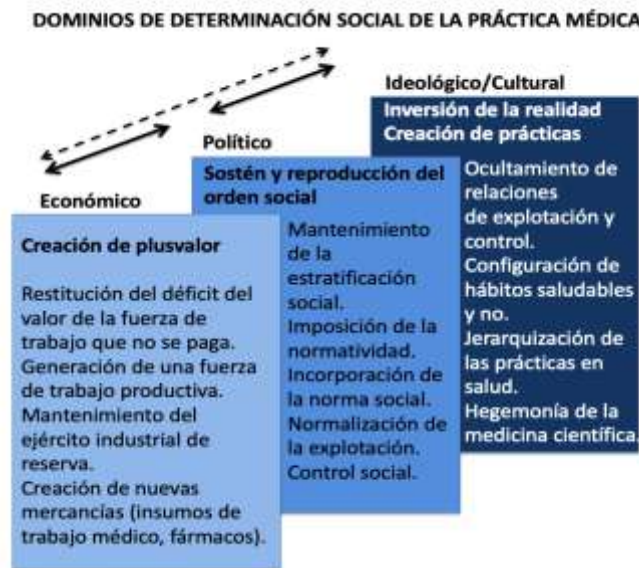 DOMINIOS DE DETERMINACIÓN SOCIAL DE LA PRÁCTICA MÉDICA
Económico
Creación de plusvalor
Restitución del déficit del
valor de la fuerza de
trabajo que no se paga.
Generación de una fuerza
de trabajo productiva.
Mantenimiento del
ejército industrial de
reserva.
Creación de nuevas
mercancías (insumos de
trabajo médico, fármacos).
Político
Sostén y reproducción del
orden social
Mantenimiento
de la
estratificación
social.
Imposición de la
normatividad.
Incorporación de
la norma social.
Normalización de
la explotación.
Control social.
Ideológico/Cultural
Inversión de la realidad
Creación de prácticas
Ocultamiento de
relaciones
de explotación y
control.
Configuración de
hábitos saludables
y no.
Jerarquización de
las prácticas en
salud.
Hegemonía de la
medicina científica.